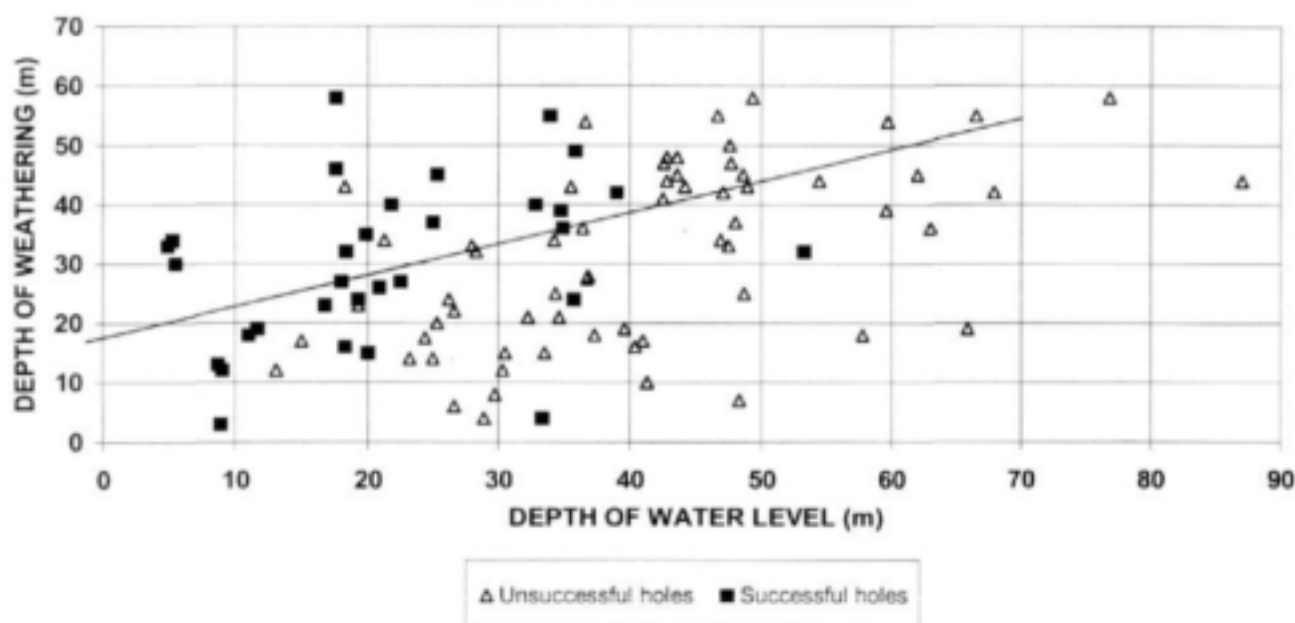 70
60
50
40
30
20
10
0
DEPTH OF WEATHERING (m)
0 10 20 30 40 50 60 70 80 90
DEPTH OF WATER LEVEL (m)
Unsuccessful holes Successful holes